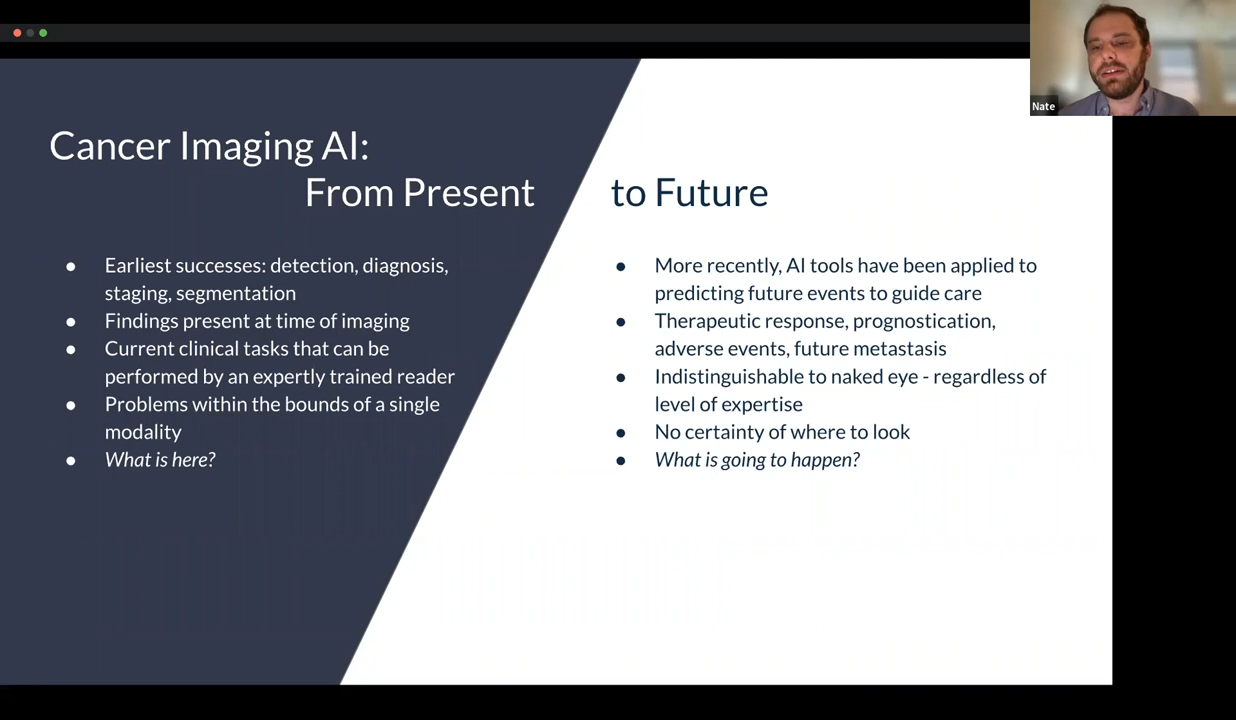 Nate
Cancer Imaging AI:
From Present to Future
● Earliest successes: detection, diagnosis,
staging, segmentation
● Findings present at time of imaging
● Current clinical tasks that can be
performed by an expertly trained reader
● Problems within the bounds of a single
modality
● What is here?
● More recently, AI tools have been applied to
predicting future events to guide care
● Therapeutic response, prognostication,
adverse events, future metastasis
● Indistinguishable to naked eye - regardless of
level of expertise
● No certainty of where to look
● What is going to happen?